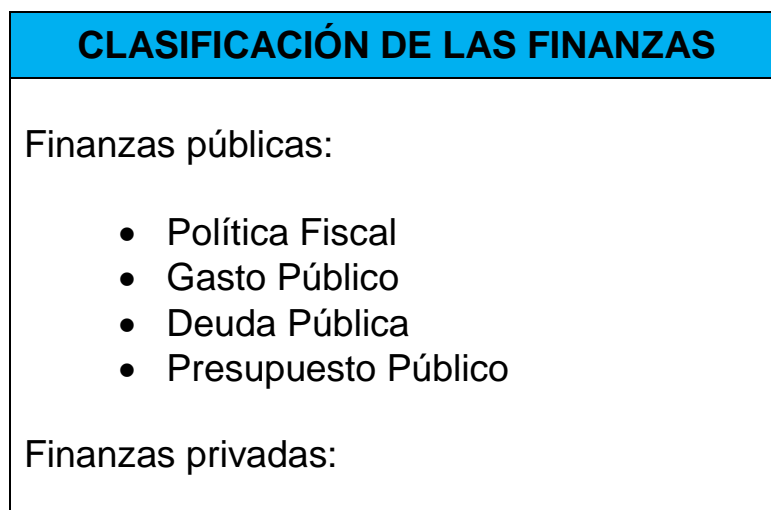 CLASIFICACIÓN DE LAS FINANZAS
Finanzas públicas:
• Política Fiscal
• Gasto Público
• Deuda Pública
• Presupuesto Público
Finanzas privadas: